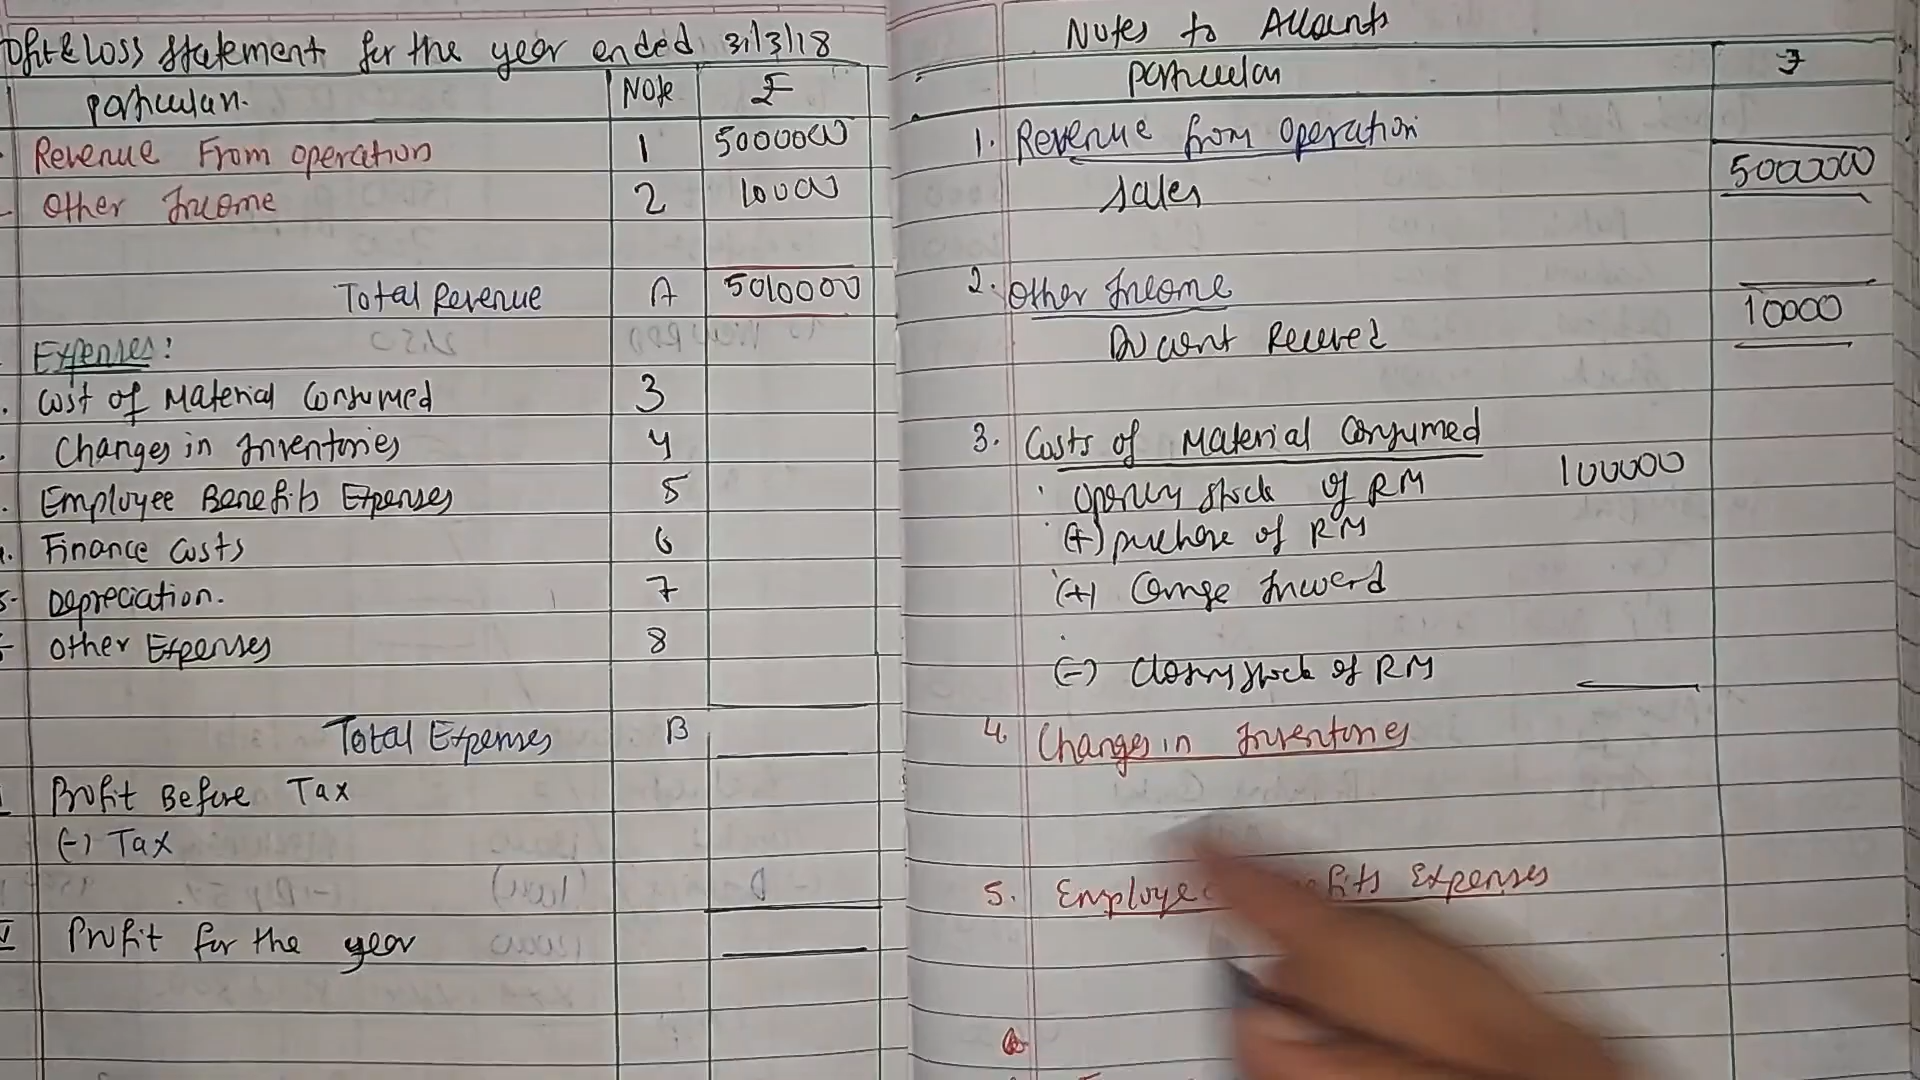 ofit & Loss Statement for the year ended 31/3/18
particular. Note ₹
Revenue From operation 1 5000000
Other Income 2 10000
Total Revenue A 5010000
Expenses:
Cost of Material Consumed 3
Changes in Inventories 4
Employee Benefits Expenses 5
Finance Costs 6
5- Depreciation. 7
Other Expenses 8
Total Expenses B
Profit Before Tax
(-) Tax
Profit for the year
Notes to Accounts
particular ₹
1. Revenue from operation
Sales 5000000
2. Other Income
Discount Received 10000
3. Costs of Material Consumed
opening stock of RM 100000
(+) purchase of RM
(+) Carriage Inward
(-) Closing stock of RM
4. Changes in Inventories
5. Employee fits Expenses
6